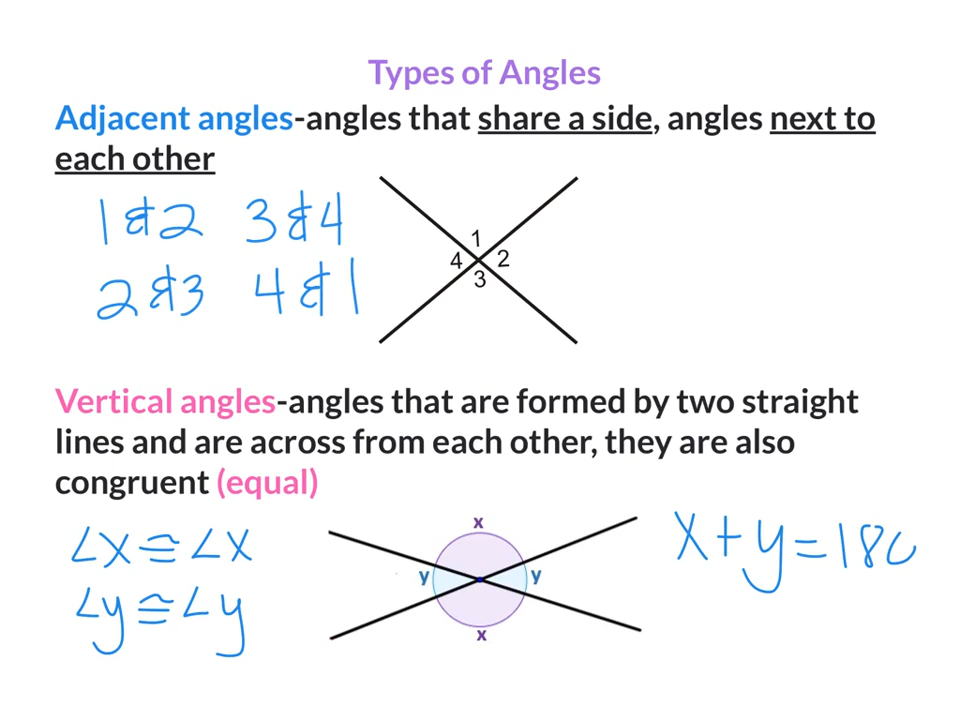 Types of Angles
Adjacent angles-angles that share a side, angles next to
each other
1 & 2 3 & 4
2 & 3 4 & 1
1
4 2
3
Vertical angles-angles that are formed by two straight
lines and are across from each other, they are also
congruent (equal)
∠x ≅ ∠x
∠y ≅ ∠y
x
y y
x
x + y = 180